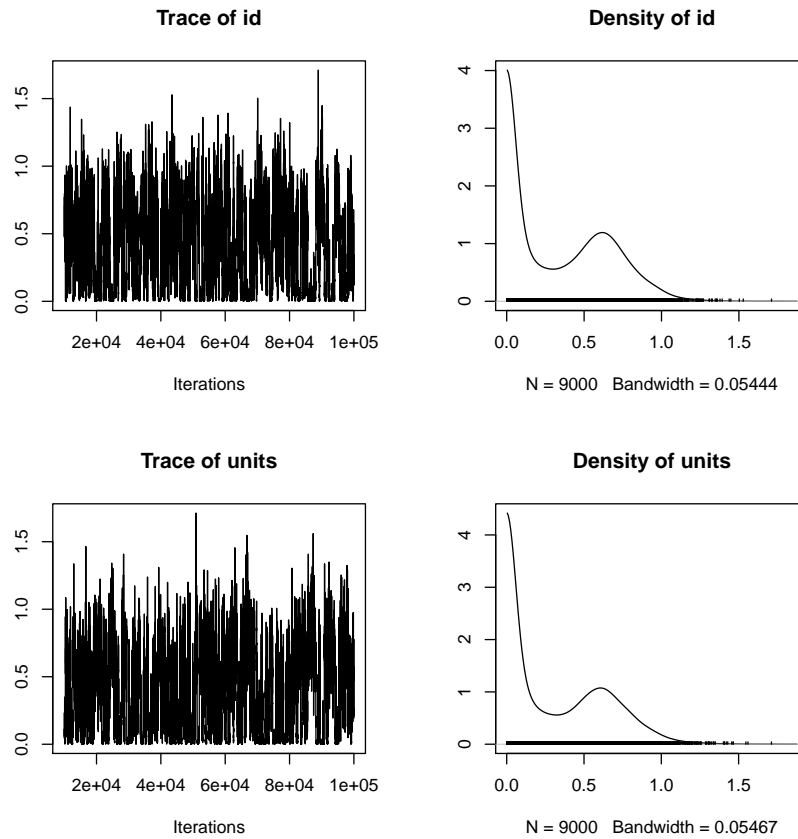 Trace of id
0.0 0.5 1.0 1.5
2e+04 4e+04 6e+04 8e+04 1e+05
Iterations
Density of id
0 1 2 3 4
0.0 0.5 1.0 1.5
N = 9000 Bandwidth = 0.05444
Trace of units
0.0 0.5 1.0 1.5
2e+04 4e+04 6e+04 8e+04 1e+05
Iterations
Density of units
0 1 2 3 4
0.0 0.5 1.0 1.5
N = 9000 Bandwidth = 0.05467